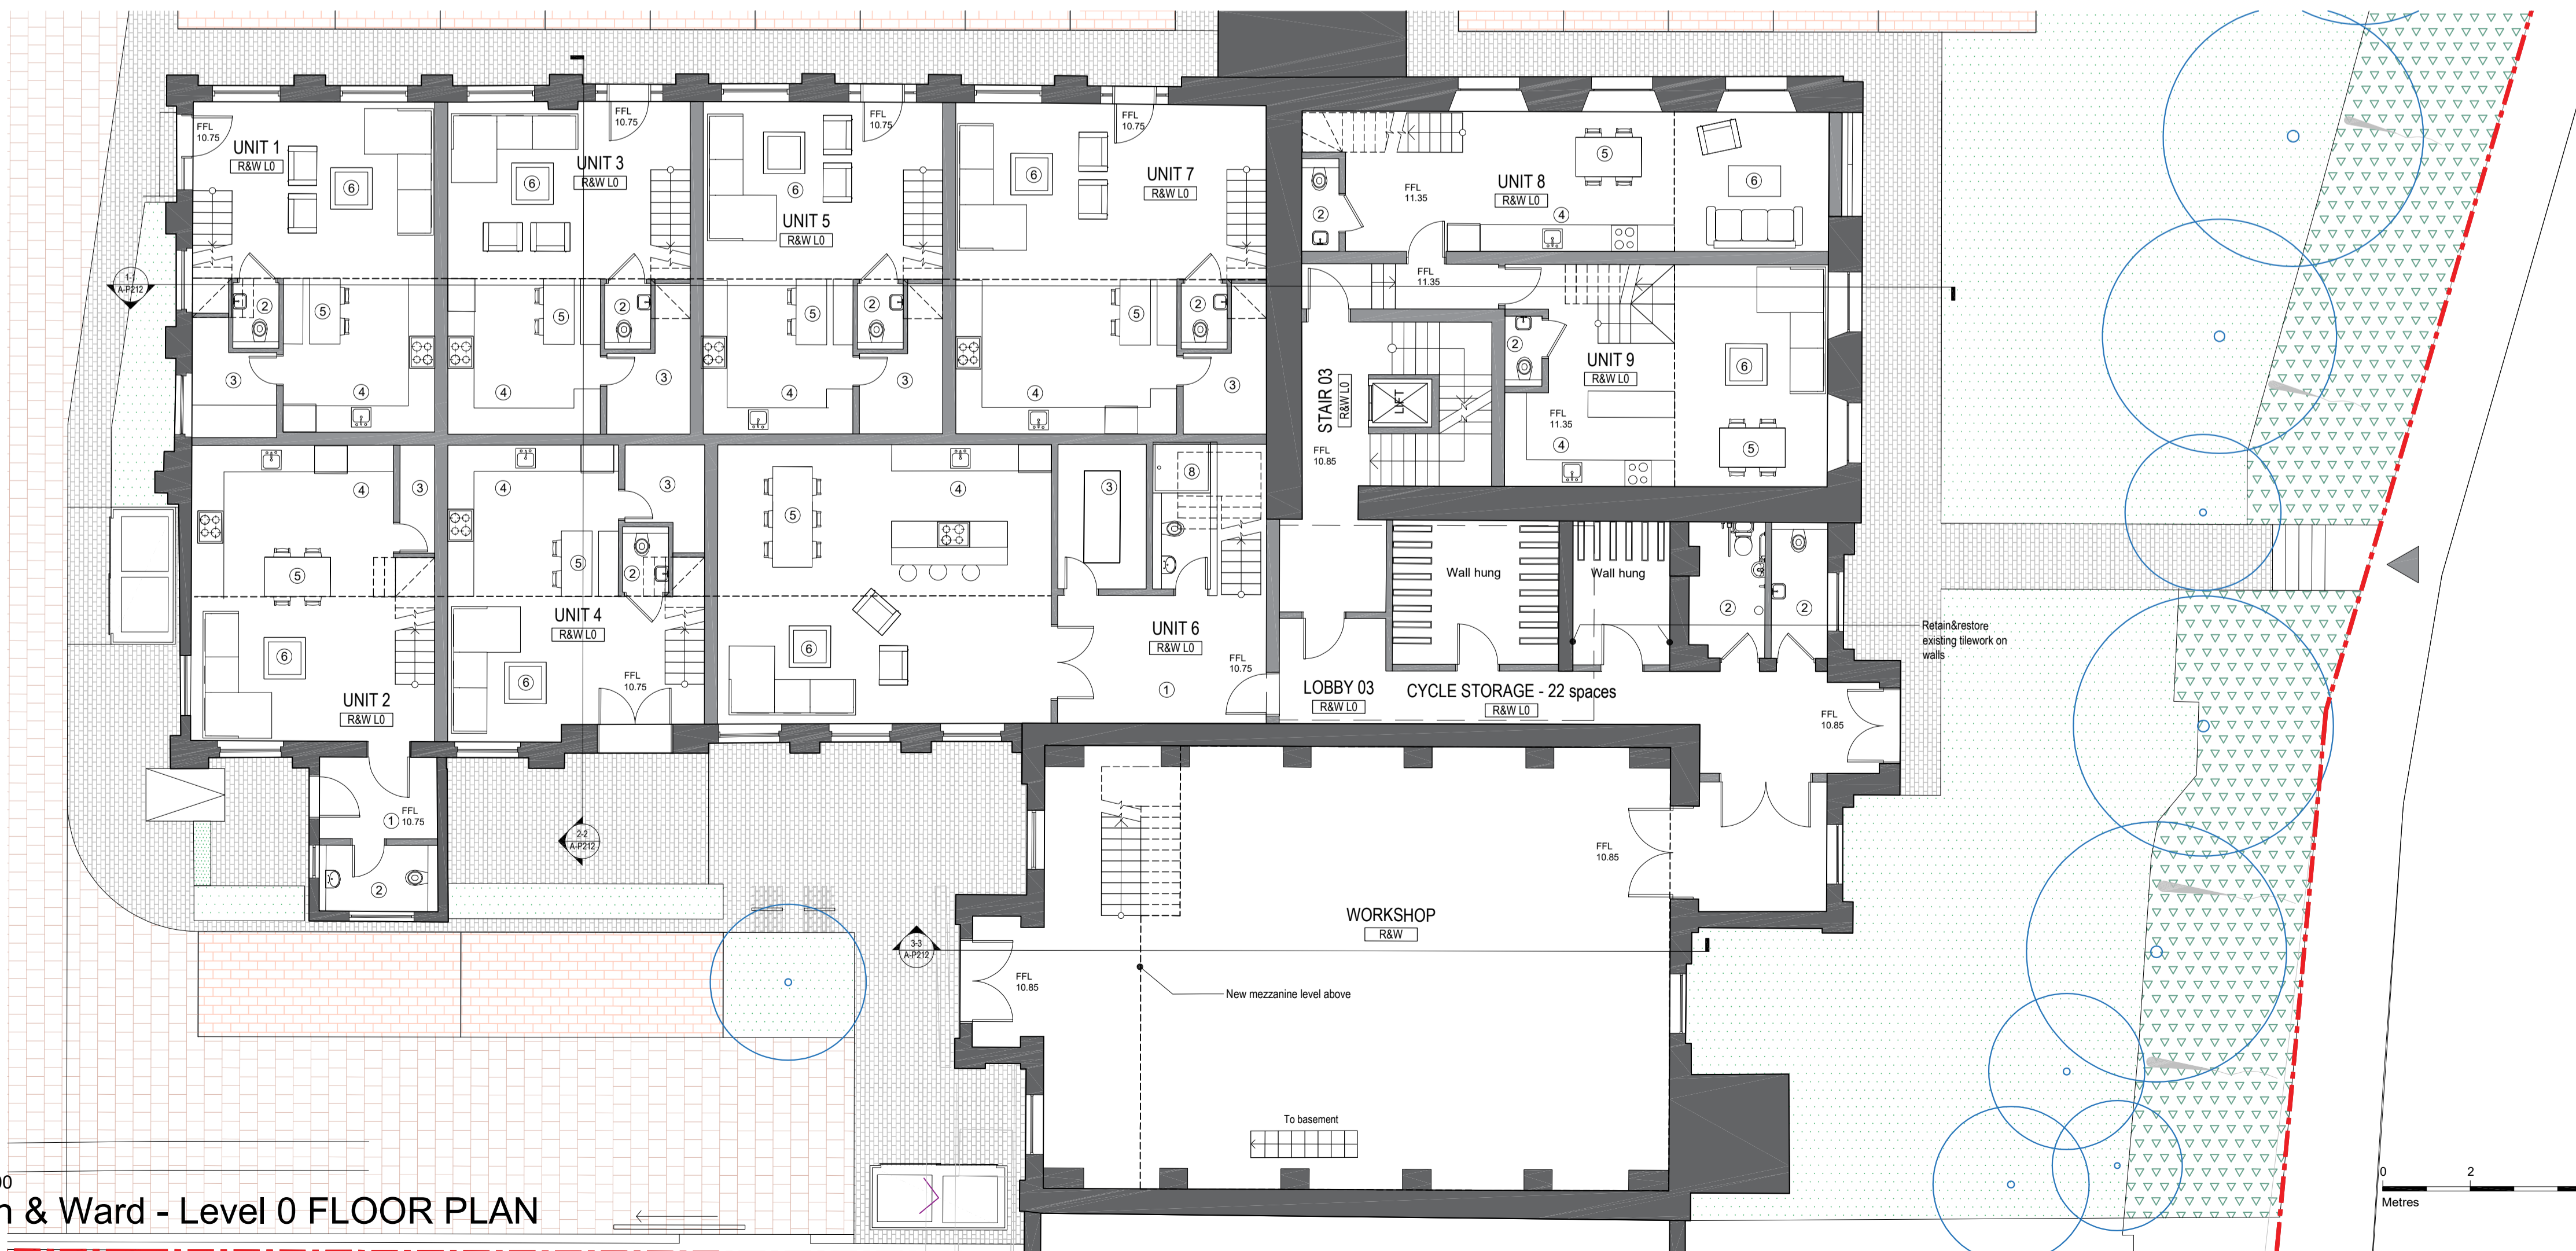 FFL
10.75
UNIT 1
R&W L0
6
2
5
3
4
FFL
10.75
UNIT 3
R&W L0
6
2
5
3
4
FFL
10.75
6
UNIT 5
R&W L0
2
5
3
4
FFL
10.75
UNIT 7
R&W L0
6
2
5
3
4
5
6
UNIT 8
R&W L0
FFL
11.35
2
4
FFL
11.35
2
UNIT 9
R&W L0
6
FFL
11.35
4
5
STAIR 03
R&W L0
LIFT
FFL
10.85
1-1
A-P212
4
3
5
6
UNIT 2
R&W L0
1
FFL
10.75
2
4
3
5
2
UNIT 4
R&W L0
6
FFL
10.75
2-2
A-P212
5
4
6
3
8
UNIT 6
R&W L0
FFL
10.75
1
Wall hung
Wall hung
2
2
Retain&restore
existing tilework on
walls
LOBBY 03
R&W L0
CYCLE STORAGE - 22 spaces
R&W L0
FFL
10.85
FFL
10.85
WORKSHOP
R&W
3-3
A-P212
FFL
10.85
New mezzanine level above
To basement
0 2
Metres
& Ward - Level 0 FLOOR PLAN